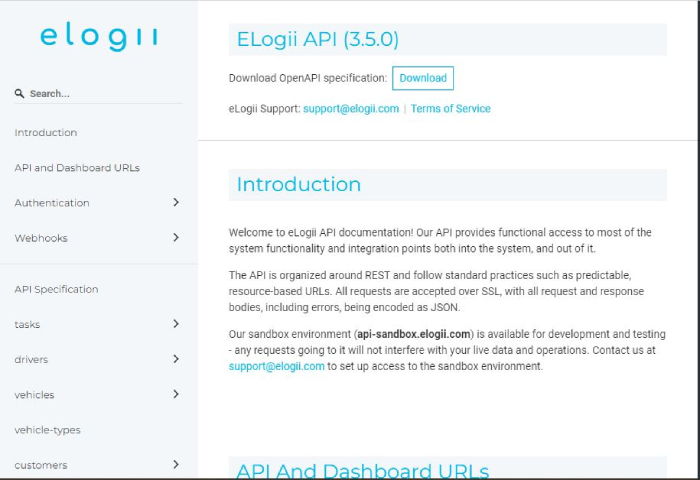 elogii
Search...
Introduction
API and Dashboard URLs
Authentication
Webhooks
API Specification
tasks
drivers
vehicles
vehicle-types
customers
ELogii API (3.5.0)
Download OpenAPI specification: Download
eLogii Support: support@elogii.com | Terms of Service
Introduction
Welcome to eLogii API documentation! Our API provides functional access to most of the
system functionality and integration points both into the system, and out of it.
The API is organized around REST and follow standard practices such as predictable,
resource-based URLs. All requests are accepted over SSL, with all request and response
bodies, including errors, being encoded as JSON.
Our sandbox environment (api-sandbox.elogii.com) is available for development and testing
- any requests going to it will not interfere with your live data and operations. Contact us at
support@elogii.com to set up access to the sandbox environment.
API And Dashboard URLs